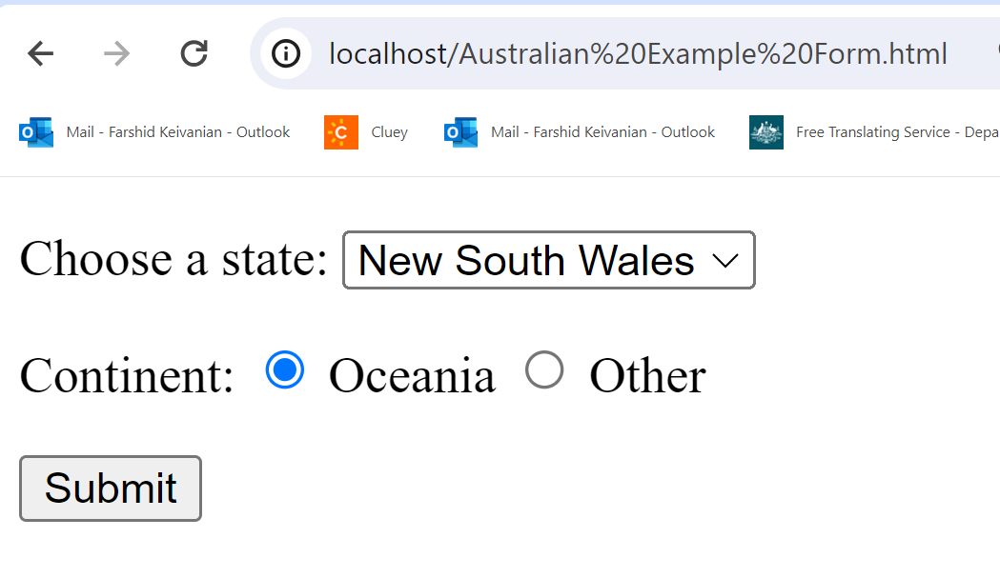 localhost/Australian%20Example%20Form.html
Mail - Farshid Keivanian - Outlook Cluey Mail - Farshid Keivanian - Outlook Free Translating Service - Depa
Choose a state: New South Wales
Continent: Oceania Other
Submit